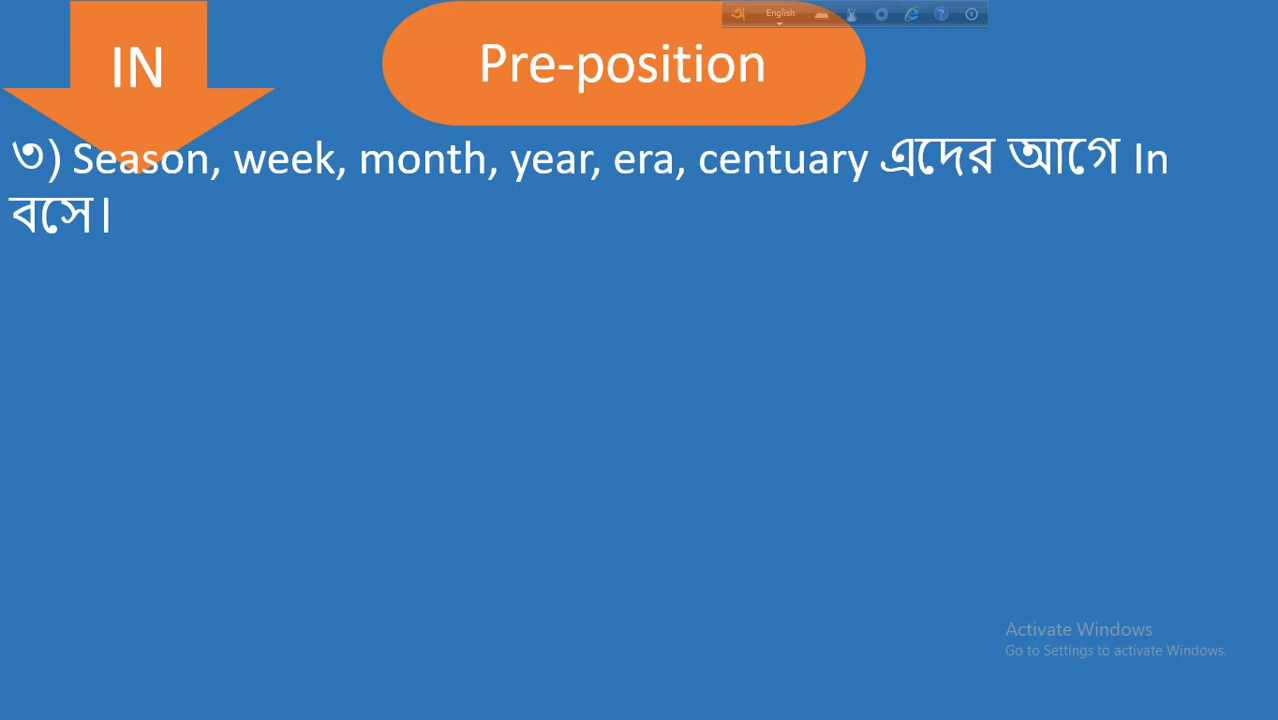 IN
Pre-position
English
৩) Season, week, month, year, era, centuary এদের আগে In
বসে।
Activate Windows
Go to Settings to activate Windows.